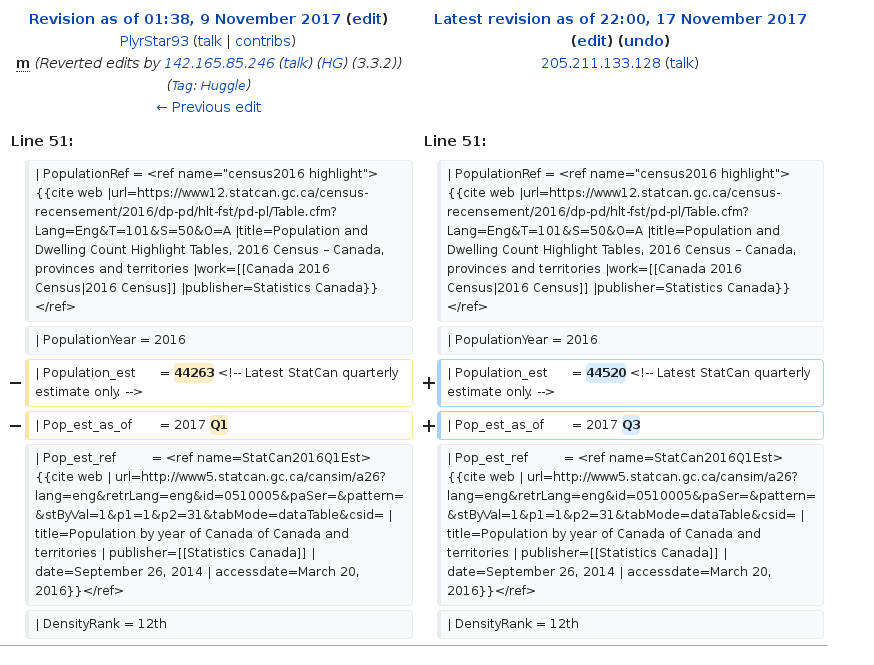 Revision as of 01:38, 9 November 2017 (edit)
PlyrStar93 (talk | contribs)
m (Reverted edits by 142.165.85.246 (talk) (HG) (3.3.2))
(Tag: Huggle)
← Previous edit
Latest revision as of 22:00, 17 November 2017
(edit) (undo)
205.211.133.128 (talk)
Line 51:
| PopulationRef = <ref name="census2016 highlight">
{{cite web |url=https://www12.statcan.gc.ca/census-
recensement/2016/dp-pd/hlt-fst/pd-pl/Table.cfm?
Lang=Eng&T=101&S=50&O=A |title=Population and
Dwelling Count Highlight Tables, 2016 Census – Canada,
provinces and territories |work=[[Canada 2016
Census|2016 Census]] |publisher=Statistics Canada}}
</ref>
| PopulationYear = 2016
− | Population_est = 44263 <!-- Latest StatCan quarterly
estimate only. -->
− | Pop_est_as_of = 2017 Q1
| Pop_est_ref = <ref name=StatCan2016Q1Est>
{{cite web | url=http://www5.statcan.gc.ca/cansim/a26?
lang=eng&retrLang=eng&id=0510005&paSer=&pattern=
&stByVal=1&p1=1&p2=31&tabMode=dataTable&csid= |
title=Population by year of Canada of Canada and
territories | publisher=[[Statistics Canada]] |
date=September 26, 2014 | accessdate=March 20,
2016}}</ref>
| DensityRank = 12th
Line 51:
| PopulationRef = <ref name="census2016 highlight">
{{cite web |url=https://www12.statcan.gc.ca/census-
recensement/2016/dp-pd/hlt-fst/pd-pl/Table.cfm?
Lang=Eng&T=101&S=50&O=A |title=Population and
Dwelling Count Highlight Tables, 2016 Census – Canada,
provinces and territories |work=[[Canada 2016
Census|2016 Census]] |publisher=Statistics Canada}}
</ref>
| PopulationYear = 2016
+ | Population_est = 44520 <!-- Latest StatCan quarterly
estimate only. -->
+ | Pop_est_as_of = 2017 Q3
| Pop_est_ref = <ref name=StatCan2016Q1Est>
{{cite web | url=http://www5.statcan.gc.ca/cansim/a26?
lang=eng&retrLang=eng&id=0510005&paSer=&pattern=
&stByVal=1&p1=1&p2=31&tabMode=dataTable&csid= |
title=Population by year of Canada of Canada and
territories | publisher=[[Statistics Canada]] |
date=September 26, 2014 | accessdate=March 20,
2016}}</ref>
| DensityRank = 12th